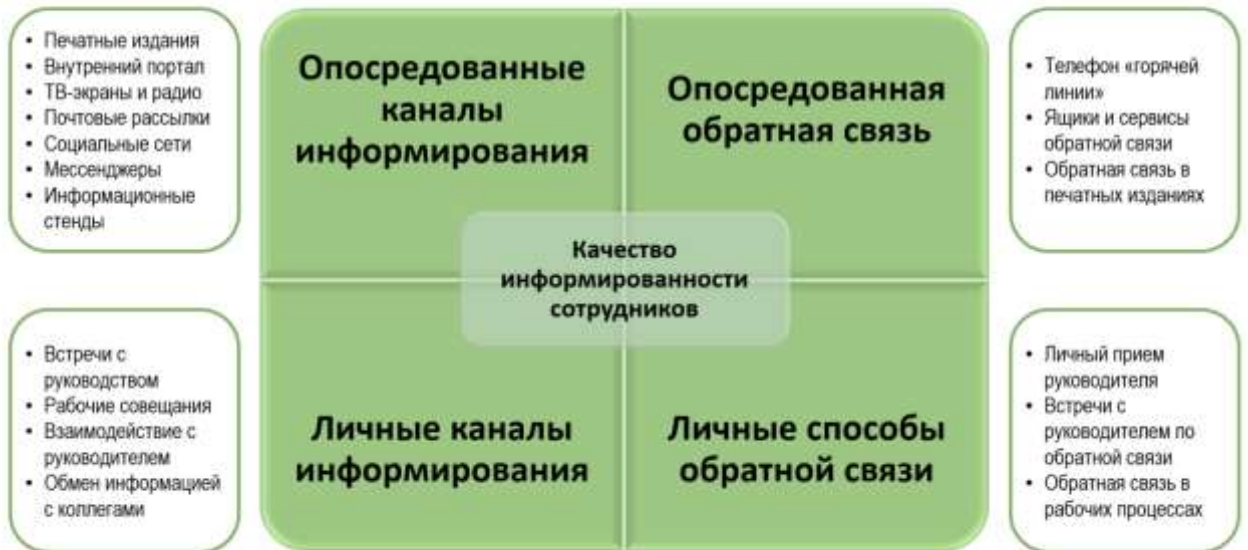 • Печатные издания
• Внутренний портал
• ТВ-экраны и радио
• Почтовые рассылки
• Социальные сети
• Мессенджеры
• Информационные
стенды
Опосредованные
каналы
информирования
Опосредованная
обратная связь
• Телефон «горячей
линии»
• Ящики и сервисы
обратной связи
• Обратная связь в
печатных изданиях
Качество
информированности
сотрудников
• Встречи с
руководством
• Рабочие совещания
• Взаимодействие с
руководителем
• Обмен информацией
с коллегами
Личные каналы
информирования
Личные способы
обратной связи
• Личный прием
руководителя
• Встречи с
руководителем по
обратной связи
• Обратная связь в
рабочих процессах